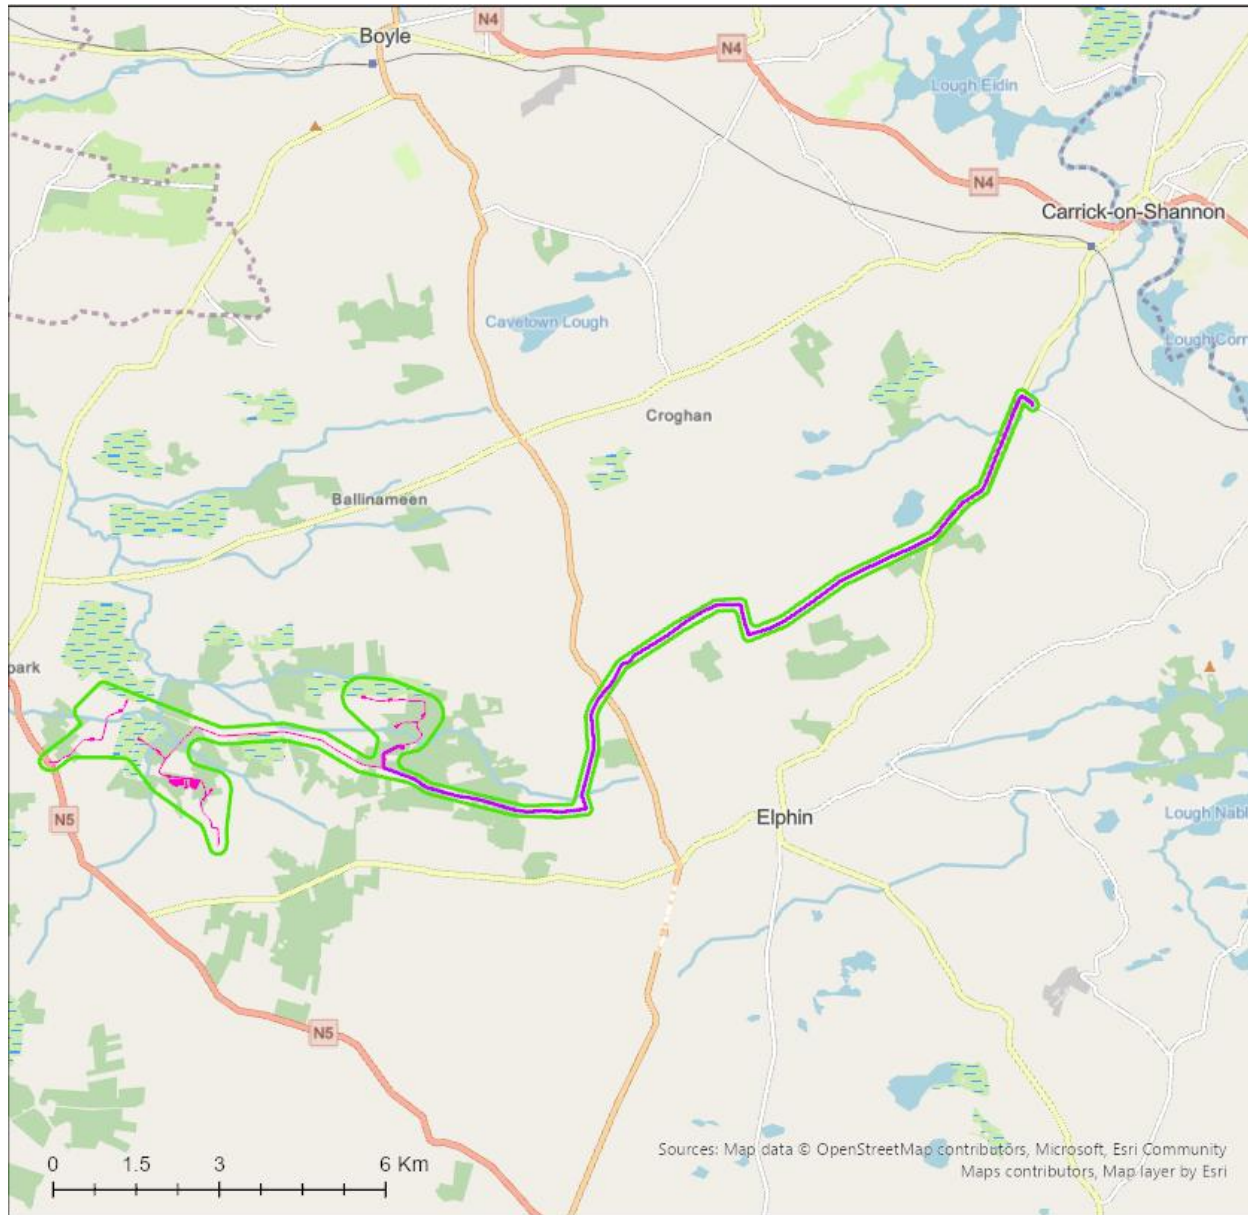 N4
Boyle
N4
Lough Eidin
N4
Carrick-on-Shannon
Cavetown Lough
Lough Corr
Croghan
Ballinameen
park
N5
Elphin
Lough Nabl
N5
0 1.5 3 6 Km
Sources: Map data © OpenStreetMap contributors, Microsoft, Esri Community
Maps contributors, Map layer by Esri